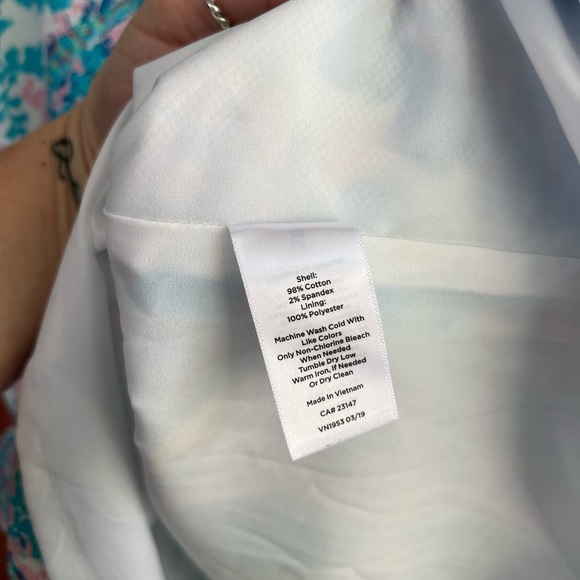 Shell:
98% Cotton
2% Spandex
Lining:
100% Polyester
Machine Wash Cold With
Like Colors
Only Non-Chlorine Bleach
When Needed
Tumble Dry Low
Warm Iron, If Needed
Or Dry Clean
Made In Vietnam
CA# 23147
VN1953 03/19